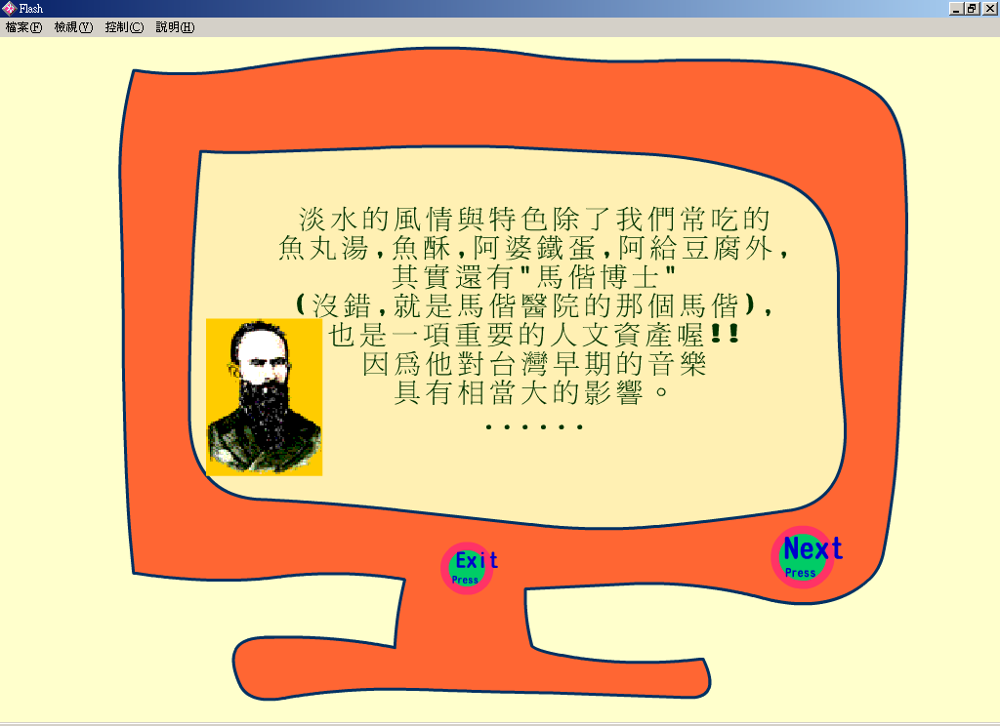 Flash
檔案(F) 檢視(V) 控制(C) 說明(H)
淡水的風情與特色除了我們常吃的
魚丸湯,魚酥,阿婆鐵蛋,阿給豆腐外,
其實還有"馬偕博士"
(沒錯,就是馬偕醫院的那個馬偕),
也是一項重要的人文資產喔!!
因為他對台灣早期的音樂
具有相當大的影響。
......
Exit
Press
Next
Press